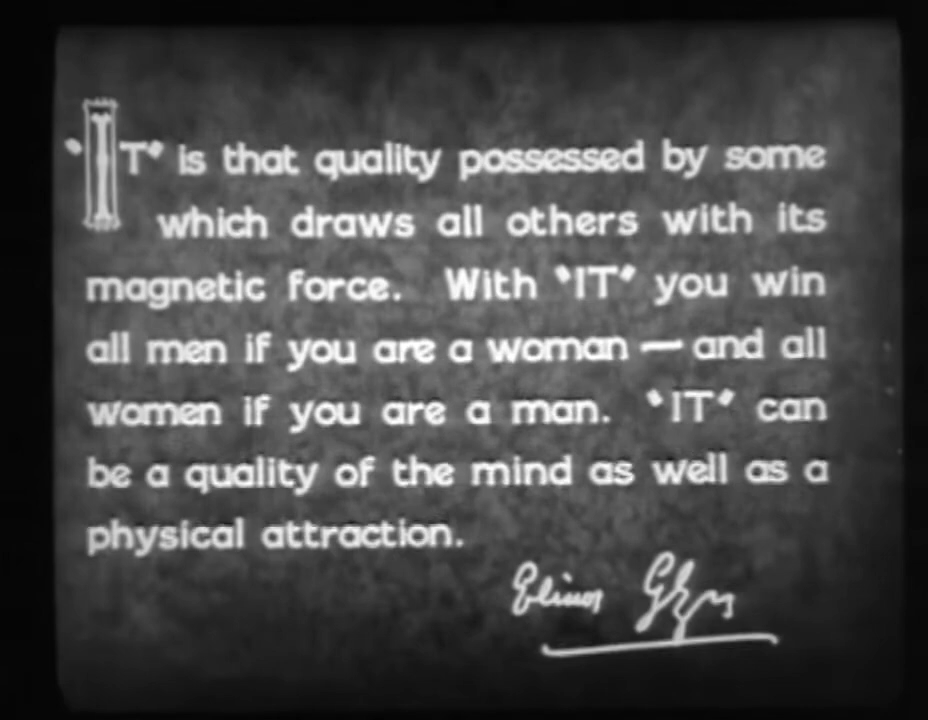 "IT" is that quality possessed by some
which draws all others with its
magnetic force. With "IT" you win
all men if you are a woman — and all
women if you are a man. "IT" can
be a quality of the mind as well as a
physical attraction.
Elinor Glyn